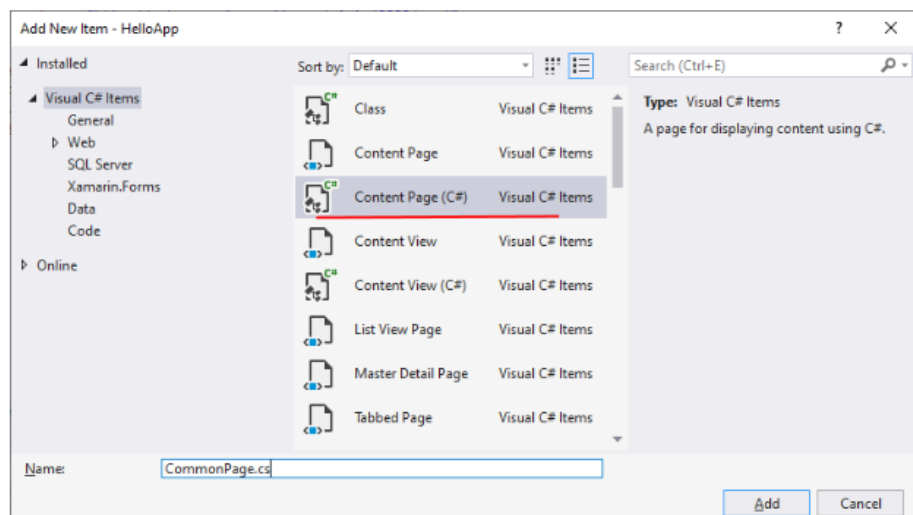 Add New Item - HelloApp
? ×
Installed
Sort by: Default
Search (Ctrl+E)
Visual C# Items
General
Web
SQL Server
Xamarin.Forms
Data
Code
Online
C# Class Visual C# Items
Content Page Visual C# Items
C# Content Page (C#) Visual C# Items
Content View Visual C# Items
C# Content View (C#) Visual C# Items
List View Page Visual C# Items
Master Detail Page Visual C# Items
Tabbed Page Visual C# Items
Type: Visual C# Items
A page for displaying content using C#.
Name: CommonPage.cs
Add Cancel